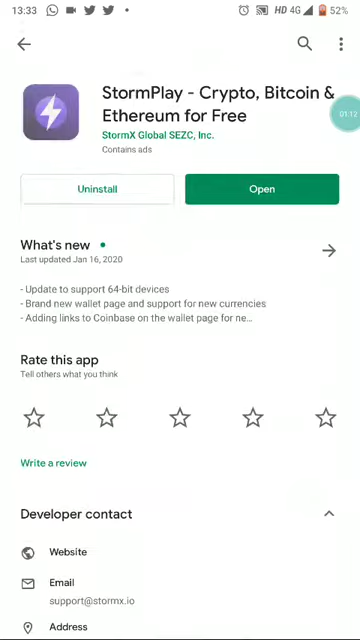 13:33
HD 4G 52%
StormPlay - Crypto, Bitcoin &
Ethereum for Free
StormX Global SEZC, Inc.
Contains ads
01:12
Uninstall
Open
What's new
Last updated Jan 16, 2020
- Update to support 64-bit devices
- Brand new wallet page and support for new currencies
- Adding links to Coinbase on the wallet page for ne...
Rate this app
Tell others what you think
Write a review
Developer contact
Website
Email
support@stormx.io
Address